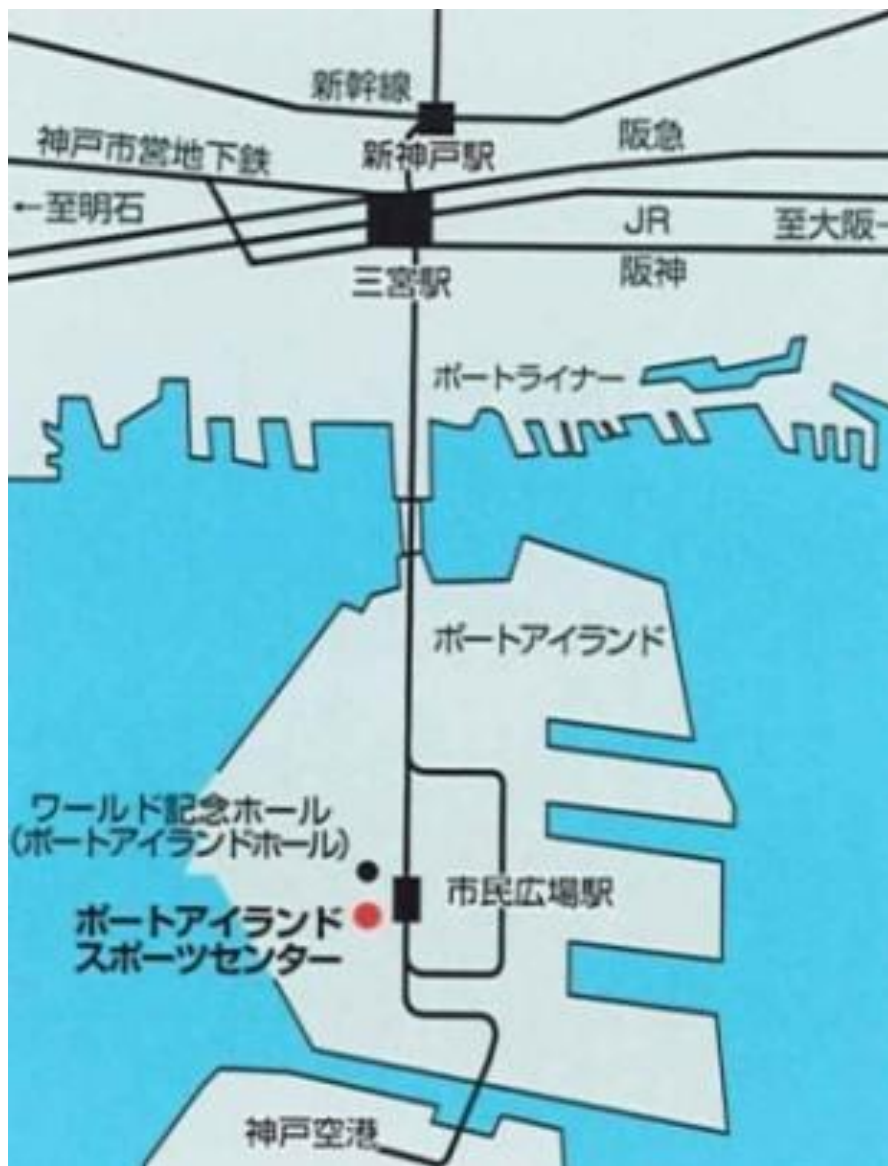 新幹線
新神戸駅
阪急
神戸市営地下鉄
←至明石
JR
至大阪
阪神
三宮駅
ポートライナー
ポートアイランド
ワールド記念ホール
(ポートアイランドホール)
市民広場駅
ポートアイランド
スポーツセンター
神戸空港